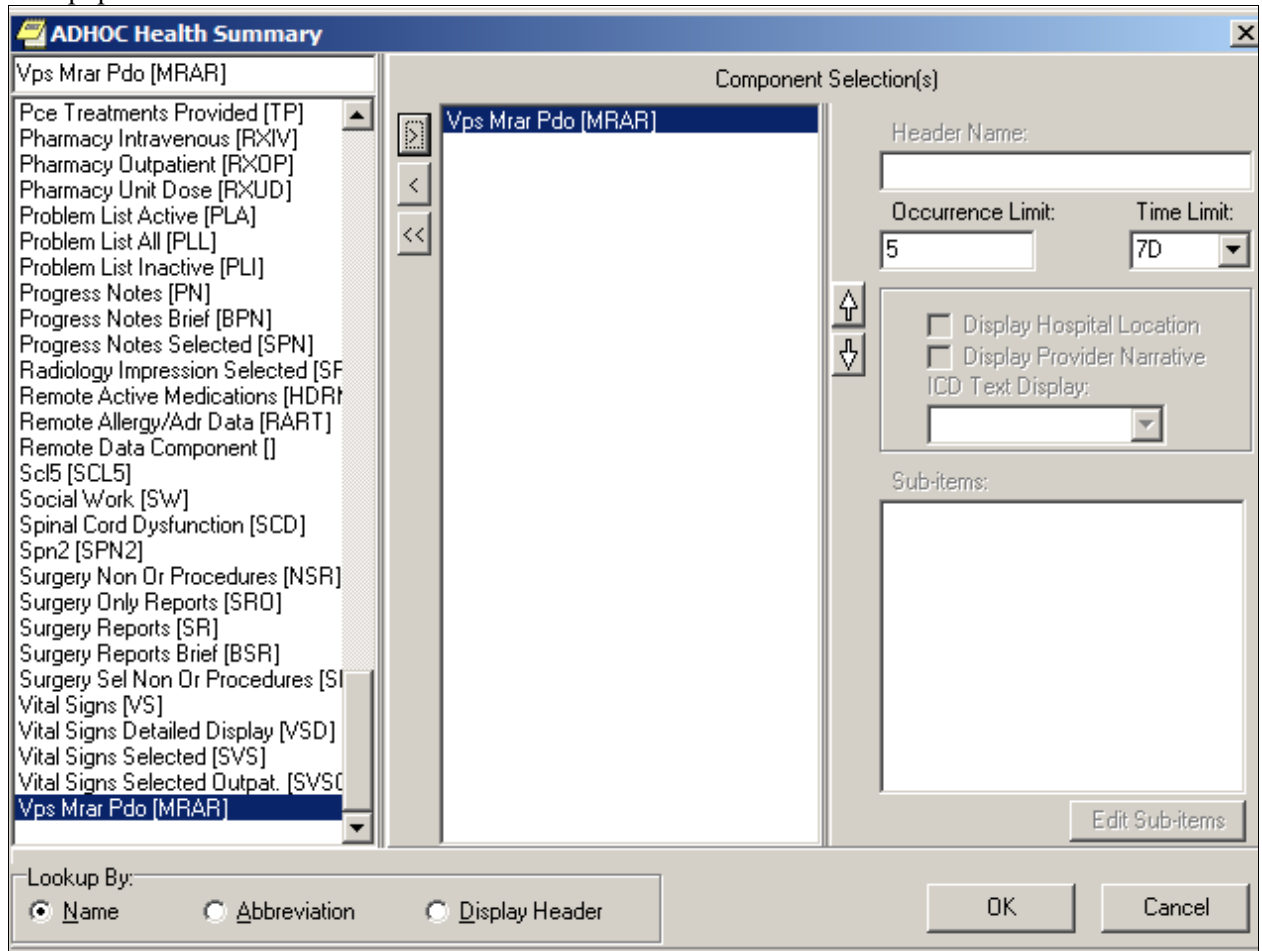 ADHOC Health Summary
Vps Mrar Pdo [MRAR]
Pce Treatments Provided [TP]
Pharmacy Intravenous [RXIV]
Pharmacy Outpatient [RXOP]
Pharmacy Unit Dose [RXUD]
Problem List Active [PLA]
Problem List All [PLL]
Problem List Inactive [PLI]
Progress Notes [PN]
Progress Notes Brief [BPN]
Progress Notes Selected [SPN]
Radiology Impression Selected [SF
Remote Active Medications [HDR
Remote Allergy/Adr Data [RART]
Remote Data Component []
Scl5 [SCL5]
Social Work [SW]
Spinal Cord Dysfunction [SCD]
Spn2 [SPN2]
Surgery Non Or Procedures [NSR]
Surgery Only Reports [SRO]
Surgery Reports [SR]
Surgery Reports Brief [BSR]
Surgery Sel Non Or Procedures [S
Vital Signs [VS]
Vital Signs Detailed Display [VSD]
Vital Signs Selected [SVS]
Vital Signs Selected Outpat. [SVS
Vps Mrar Pdo [MRAR]
Component Selection(s)
>
<
<<
Vps Mrar Pdo [MRAR]
Header Name:
Occurrence Limit: Time Limit:
5 7D
Display Hospital Location
Display Provider Narrative
ICD Text Display:
Sub-items:
Edit Sub-items
Lookup By:
Name Abbreviation Display Header
OK Cancel